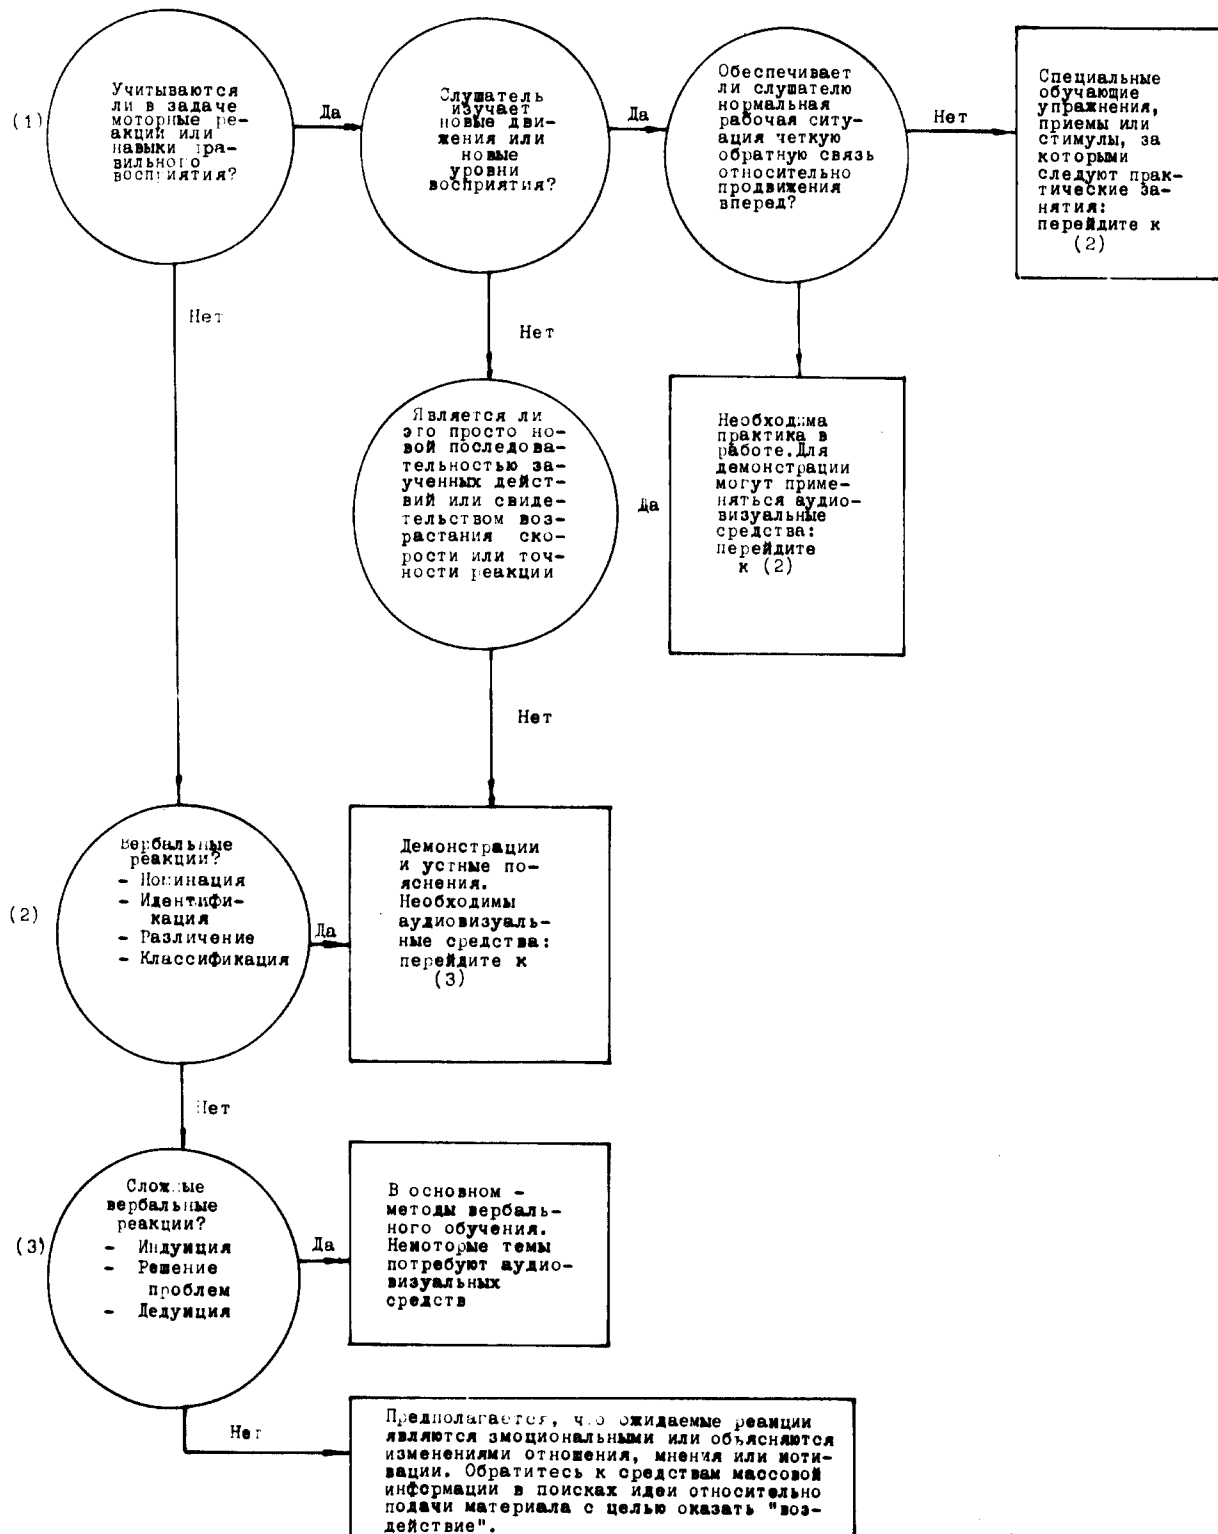 (1)
Учитываются
ли в задаче
моторные ре-
акции или
навыки пра-
вильного
восприятия?
Да
Слушатель
изучает
новые дви-
жения или
новые
уровни
восприятия?
Да
Обеспечивает
ли слушателю
нормальная
рабочая ситу-
ация четкую
обратную связь
относительно
продвижения
вперед?
Нет
Специальные
обучающие
упражнения,
приемы или
стимулы, за
которыми
следуют прак-
тические за-
нятия:
перейдите к
(2)
Нет
Нет
Является ли
это просто но-
вой последова-
тельностью за-
ученных дейст-
вий или свиде-
тельством воз-
растания ско-
рости или точ-
ности реакции
Да
Необходима
практика в
работе.Для
демонстрации
могут приме-
няться аудио-
визуальные
средства:
перейдите
к (2)
Нет
(2)
Вербальные
реакции?
- Номинация
- Идентифи-
кация
- Различение
- Классификация
Да
Демонстрации
и устные по-
яснения.
Необходимы
аудиовизуаль-
ные средства:
перейдите к
(3)
Нет
(3)
Сложные
вербальные
реакции?
- Индукция
- Решение
проблем
- Дедукция
Да
В основном -
методы вербаль-
ного обучения.
Некоторые темы
потребуют аудио-
визуальных
средств
Нет
Предполагается, что ожидаемые реакции
являются эмоциональными или объясняются
изменениями отношения, мнения или моти-
вации. Обратитесь к средствам массовой
информации в поисках идеи относительно
подачи материала с целью оказать "воз-
действие".